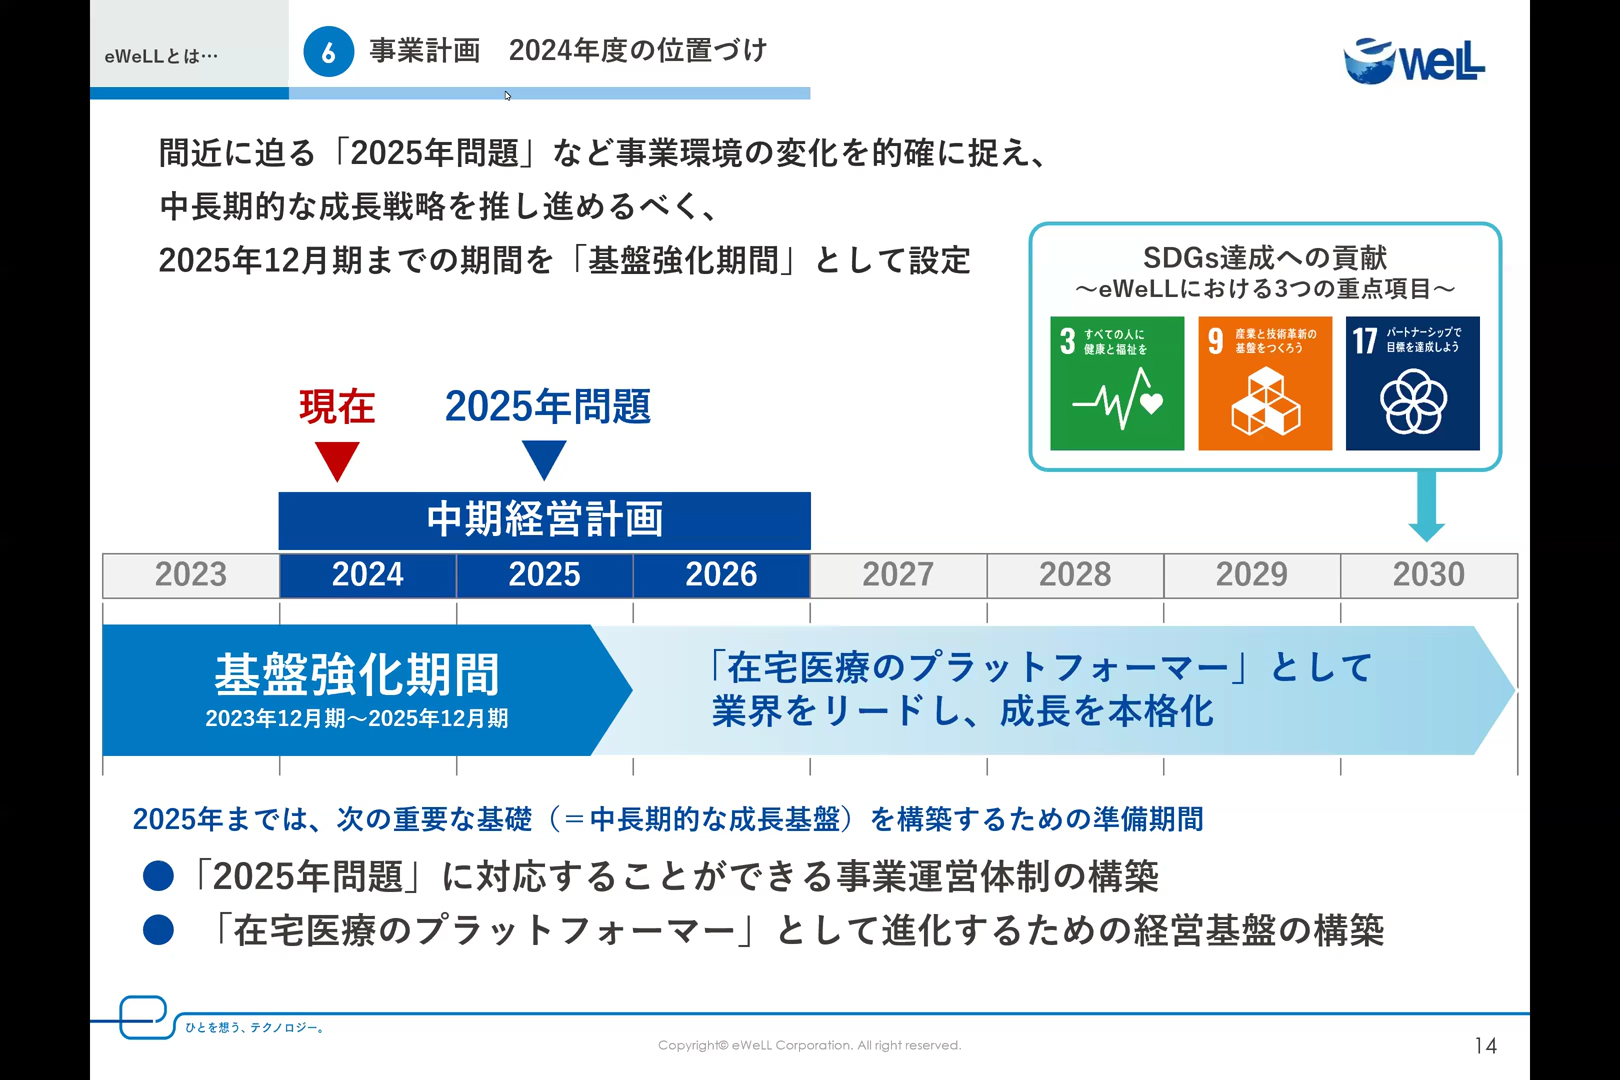 eWeLLとは…
6 事業計画　2024年度の位置づけ
eWeLL
間近に迫る「2025年問題」など事業環境の変化を的確に捉え、
中長期的な成長戦略を推し進めるべく、
2025年12月期までの期間を「基盤強化期間」として設定
SDGs達成への貢献
～eWeLLにおける3つの重点項目～
3 すべての人に
健康と福祉を
9 産業と技術革新の
基盤をつくろう
17 パートナーシップで
目標を達成しよう
現在
2025年問題
中期経営計画
2023 2024 2025 2026 2027 2028 2029 2030
基盤強化期間
2023年12月期～2025年12月期
「在宅医療のプラットフォーマー」として
業界をリードし、成長を本格化
2025年までは、次の重要な基礎（＝中長期的な成長基盤）を構築するための準備期間
●「2025年問題」に対応することができる事業運営体制の構築
●「在宅医療のプラットフォーマー」として進化するための経営基盤の構築
ひとを想う、テクノロジー。
Copyright© eWeLL Corporation. All right reserved.
14